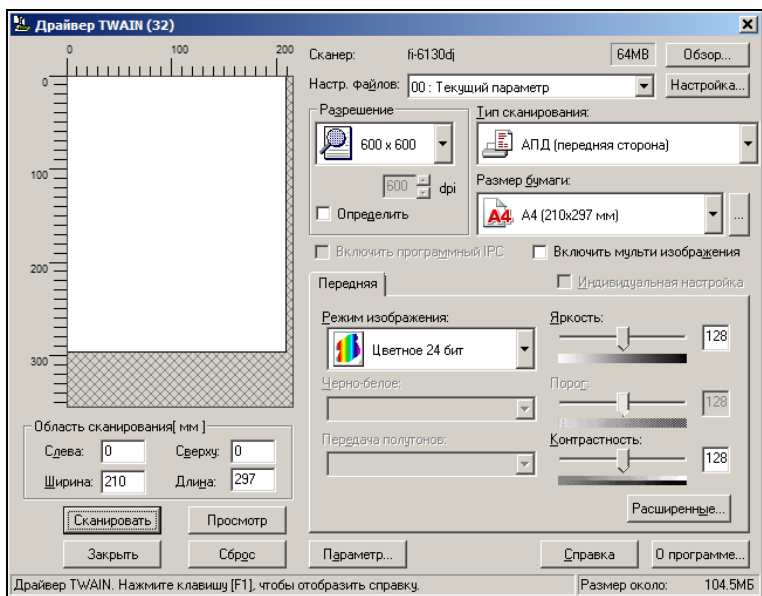 Драйвер TWAIN (32)
0 100 200
Сканер: fi-6130dj 64MB Обзор...
Настр. файлов: 00 : Текущий параметр Настройка...
0
100
200
300
Разрешение
600 x 600
600 dpi
Определить
Тип сканирования:
АПД (передняя сторона)
Размер бумаги:
A4 A4 (210x297 мм) ...
Включить программный IPC Включить мульти изображения
Передняя Индивидуальная настройка
Режим изображения:
Цветное 24 бит
Черно-белое:
Передача полутонов:
Яркость:
128
Порог:
128
Контрастность:
128
Расширенные...
Область сканирования[ мм ]
Слева: 0 Сверху: 0
Ширина: 210 Длина: 297
Сканировать Просмотр
Закрыть Сброс Параметр... Справка О программе...
Драйвер TWAIN. Нажмите клавишу [F1], чтобы отобразить справку. Размер около: 104.5МБ